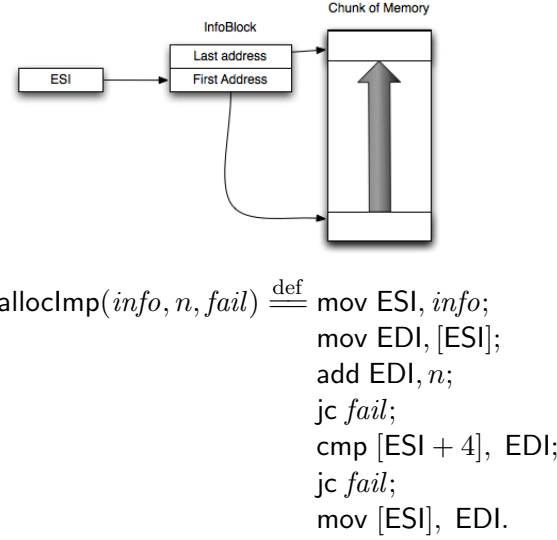 Chunk of Memory
InfoBlock
Last address
ESI
First Address
allocImp(info, n, fail) def== mov ESI, info;
mov EDI, [ESI];
add EDI, n;
jc fail;
cmp [ESI + 4], EDI;
jc fail;
mov [ESI], EDI.